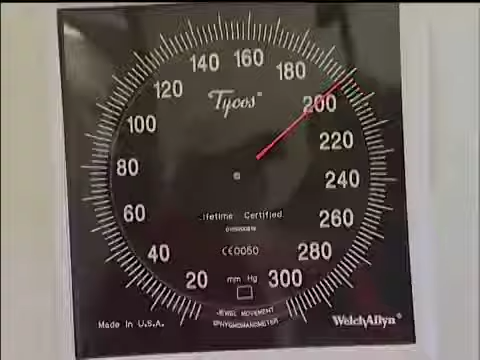 160
140
180
120
Tycos®
200
100
220
80
240
60
Lifetime Certified
260
40
CE0050
280
20
mm Hg
300
JEWEL MOVEMENT
SPHYGMOMANOMETER
Made in U.S.A.
WelchAllyn®